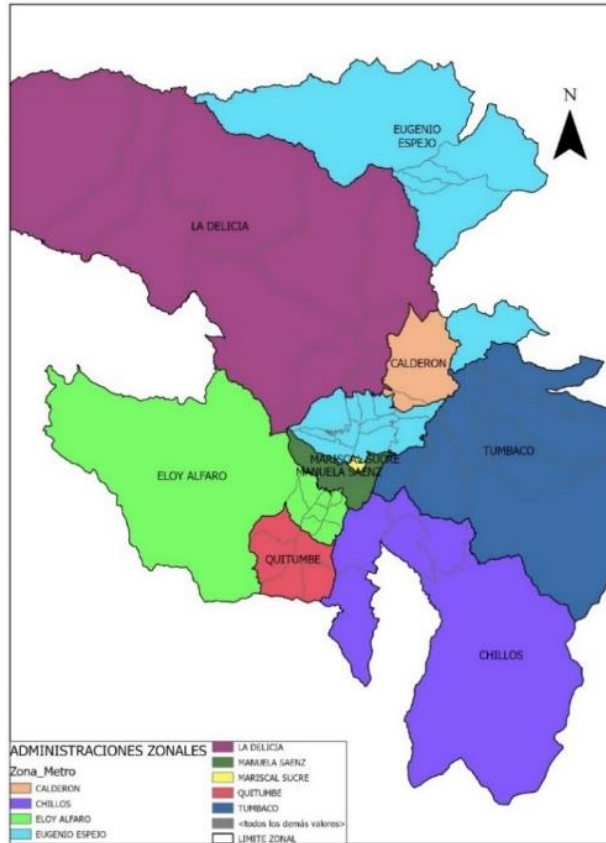 N
EUGENIO
ESPEJO
LA DELICIA
CALDERON
TUMBACO
MARISCAL SUCRE
MANUELA SAENZ
ELOY ALFARO
QUITUMBE
CHILLOS
ADMINISTRACIONES ZONALES
Zona_Metro
CALDERON
CHILLOS
ELOY ALFARO
EUGENIO ESPEJO
LA DELICIA
MANUELA SAENZ
MARISCAL SUCRE
QUITUMBE
TUMBACO
<todos los demás valores>
LIMITE ZONAL